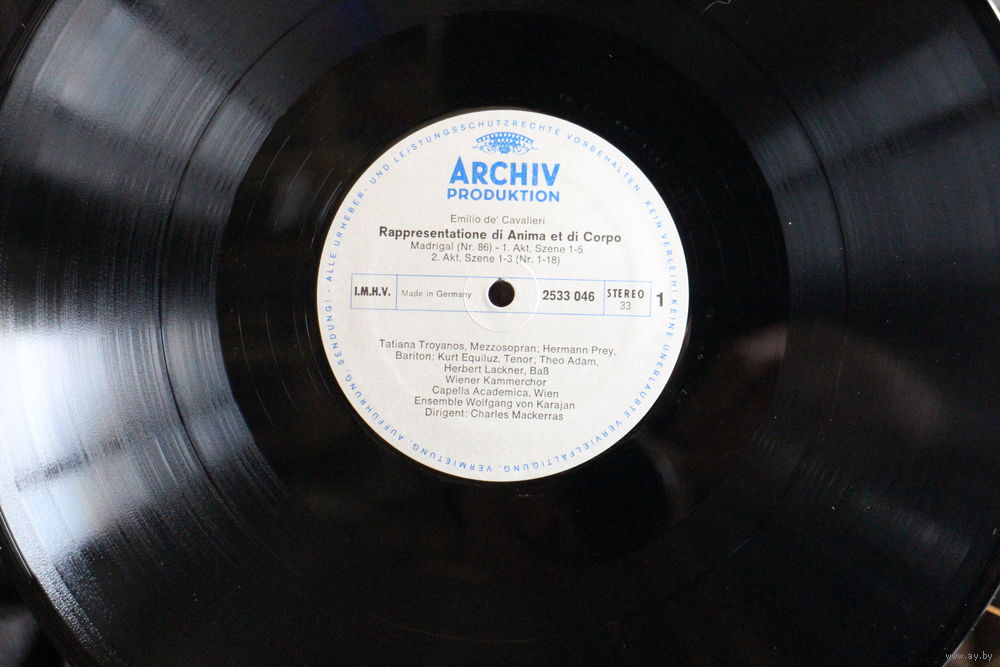 ALLE URHEBER- UND LEISTUNGSSCHUTZRECHTE VORBEHALTEN. KEIN VERLEIH! KEINE UNERLAUBTE VERVIELFÄLTIGUNG, VERMIETUNG, AUFFÜHRUNG, SENDUNG!
ARCHIV
PRODUKTION
Emilio de' Cavalieri
Rappresentatione di Anima et di Corpo
Madrigal (Nr. 86) - 1. Akt, Szene 1-5
2. Akt, Szene 1-3 (Nr. 1-18)
I.M.H.V. Made in Germany 2533 046 STEREO 33 1
Tatiana Troyanos, Mezzosopran; Hermann Prey,
Bariton; Kurt Equiluz, Tenor; Theo Adam,
Herbert Lackner, Baß
Wiener Kammerchor
Capella Academica, Wien
Ensemble Wolfgang von Karajan
Dirigent: Charles Mackerras
www.ay.by